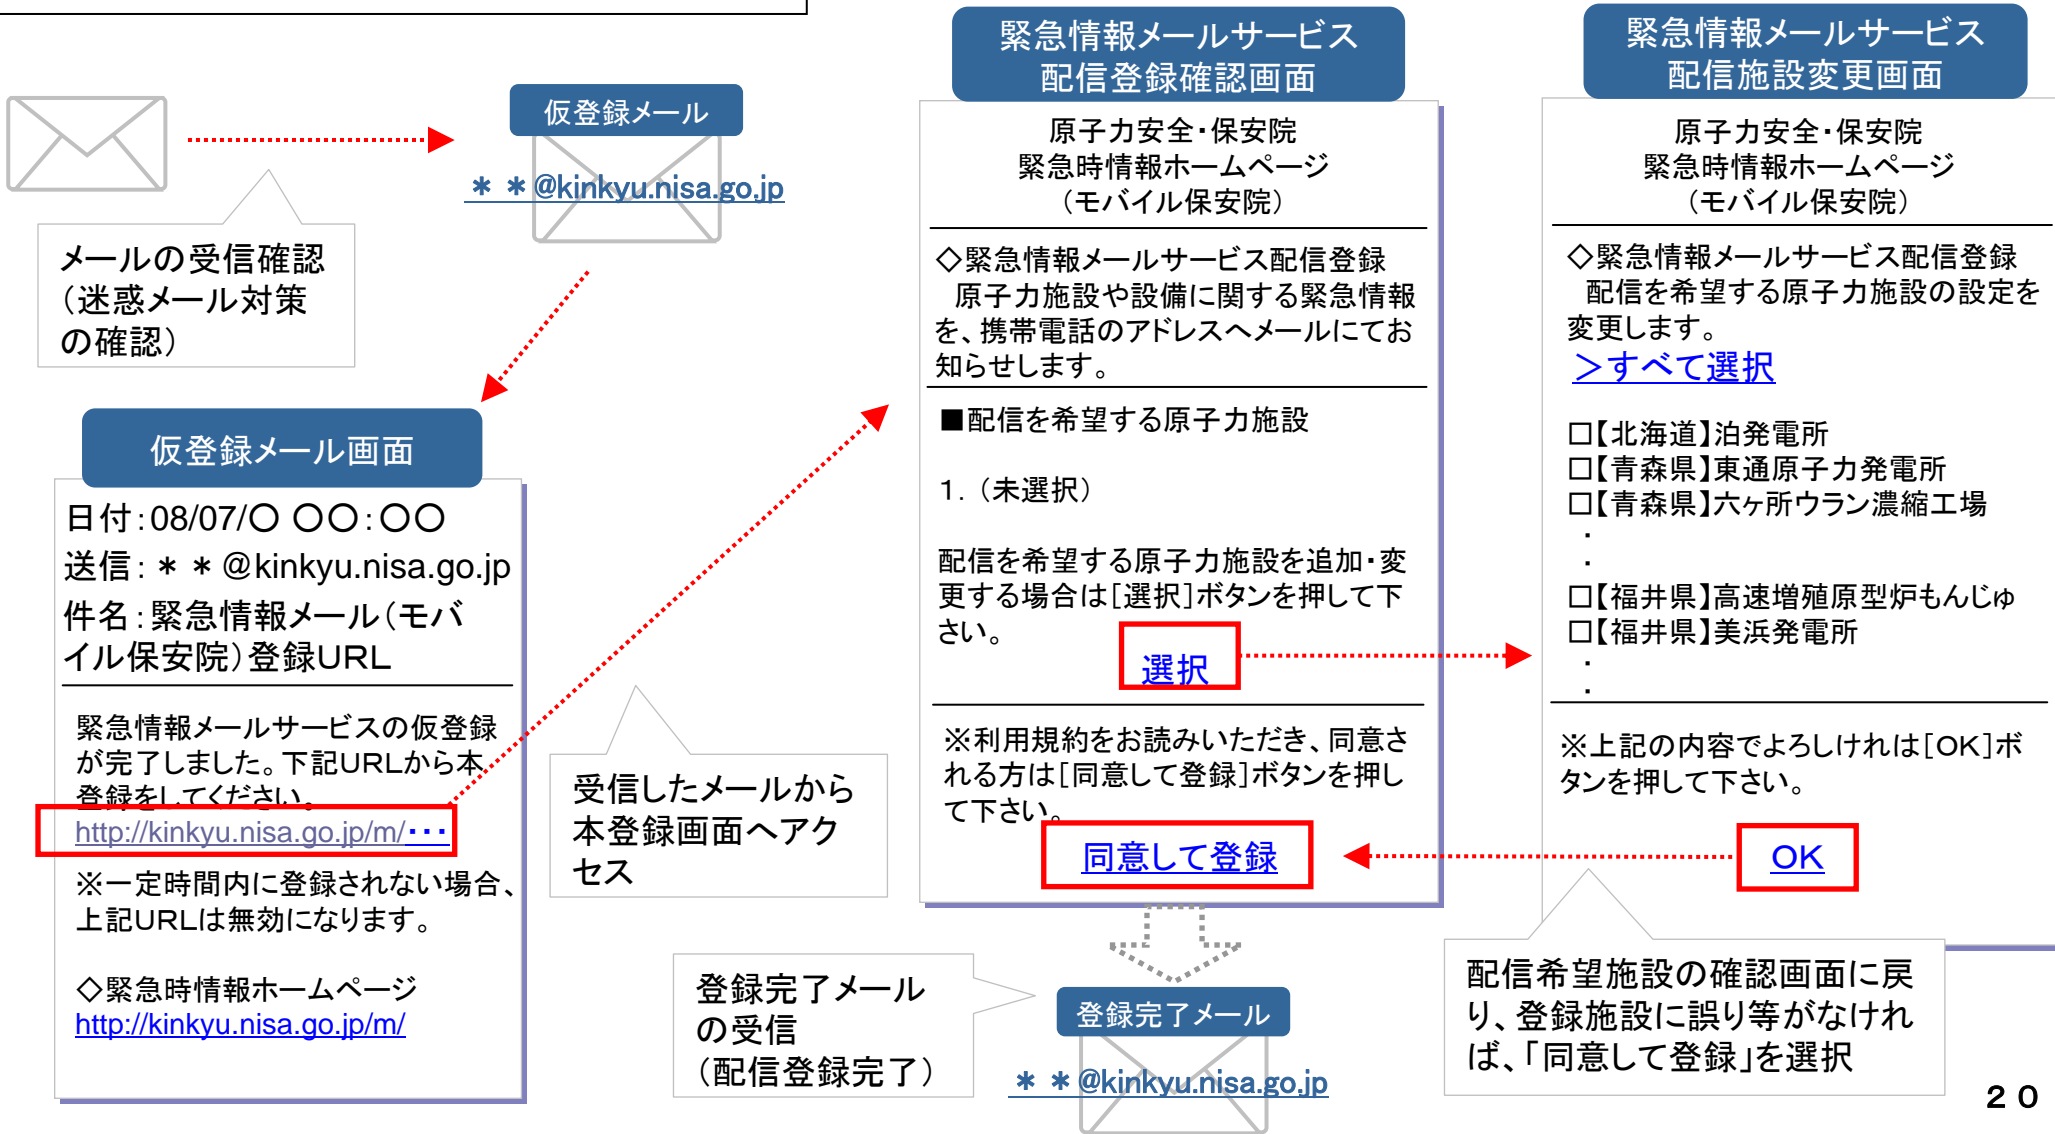 仮登録メール
＊＊@kinkyu.nisa.go.jp
メールの受信確認
（迷惑メール対策
の確認）
仮登録メール画面
日付：08/07/〇 〇〇：〇〇
送信：＊＊@kinkyu.nisa.go.jp
件名：緊急情報メール（モバ
イル保安院）登録URL
緊急情報メールサービスの仮登録
が完了しました。下記URLから本
登録をしてください。
http://kinkyu.nisa.go.jp/m/・・・
※一定時間内に登録されない場合、
上記URLは無効になります。
◇緊急時情報ホームページ
http://kinkyu.nisa.go.jp/m/
受信したメールから
本登録画面へアク
セス
緊急情報メールサービス
配信登録確認画面
原子力安全・保安院
緊急時情報ホームページ
（モバイル保安院）
◇緊急情報メールサービス配信登録
原子力施設や設備に関する緊急情報
を、携帯電話のアドレスへメールにてお
知らせします。
■配信を希望する原子力施設
１．（未選択）
配信を希望する原子力施設を追加・変
更する場合は［選択］ボタンを押して下
さい。
選択
※利用規約をお読みいただき、同意さ
れる方は［同意して登録］ボタンを押し
て下さい。
同意して登録
登録完了メール
の受信
（配信登録完了）
登録完了メール
＊＊@kinkyu.nisa.go.jp
緊急情報メールサービス
配信施設変更画面
原子力安全・保安院
緊急時情報ホームページ
（モバイル保安院）
◇緊急情報メールサービス配信登録
配信を希望する原子力施設の設定を
変更します。
＞すべて選択
□【北海道】泊発電所
□【青森県】東通原子力発電所
□【青森県】六ヶ所ウラン濃縮工場
・
・
□【福井県】高速増殖原型炉もんじゅ
□【福井県】美浜発電所
・
・
※上記の内容でよろしければ［OK］ボ
タンを押して下さい。
OK
配信希望施設の確認画面に戻
り、登録施設に誤り等がなけれ
ば、「同意して登録」を選択
２０